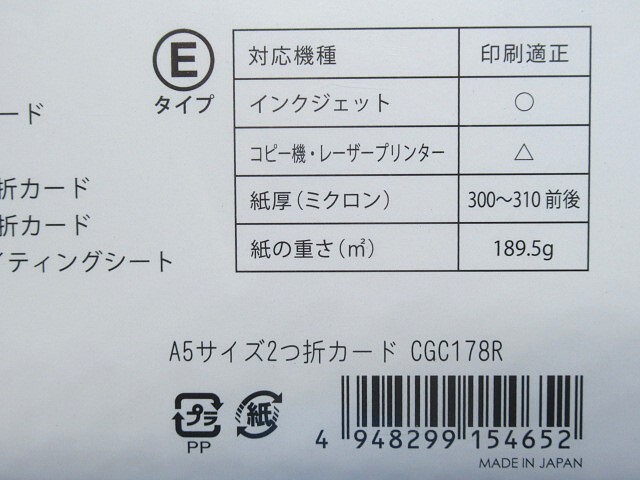 E
タイプ
対応機種 印刷適正
インクジェット ○
コピー機・レーザープリンター △
紙厚(ミクロン) 300〜310前後
紙の重さ(㎡) 189.5g
ード
折カード
折カード
イティングシート
A5サイズ2つ折カード CGC178R
プラ
PP
紙
4 948299 154652
MADE IN JAPAN